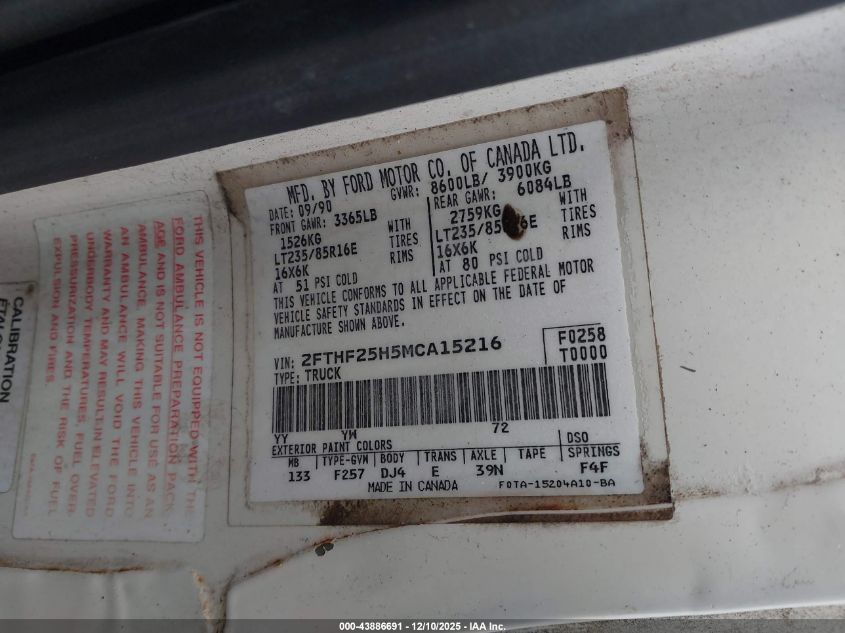 MFD. BY FORD MOTOR CO. OF CANADA LTD.
DATE: 09/90 GVWR: 8600LB/ 3900KG
FRONT GAWR: 3365LB REAR GAWR: 6084LB
1526KG WITH 2759KG WITH
LT235/85R16E TIRES LT235/85 6E TIRES
16X6K RIMS 16X6K RIMS
AT 51 PSI COLD AT 80 PSI COLD
THIS VEHICLE CONFORMS TO ALL APPLICABLE FEDERAL MOTOR
VEHICLE SAFETY STANDARDS IN EFFECT ON THE DATE OF
MANUFACTURE SHOWN ABOVE.
VIN: 2FTHF25H5MCA15216 F0258
TYPE: TRUCK T0000
YY YW 72
EXTERIOR PAINT COLORS DSO
WB TYPE-GVW BODY TRANS AXLE TAPE SPRINGS
133 F257 DJ4 E 39N F4F
MADE IN CANADA F0TA-15204A10-BA
THIS VEHICLE IS NOT EQUIPPED WITH THE
FORD AMBULANCE PREPARATION PACK-
AGE AND IS NOT SUITABLE FOR USE AS AN
AMBULANCE. MAKING THIS VEHICLE INTO
AN AMBULANCE WILL VOID THE FORD
WARRANTY AND MAY RESULT IN ELEVATED
UNDERBODY TEMPERATURES, FUEL OVER-
PRESSURE, AND THE RISK OF FUEL
EXPULSION AND FIRES.
CALIBRATION
000-43886691 - 12/10/2025 - IAA Inc.